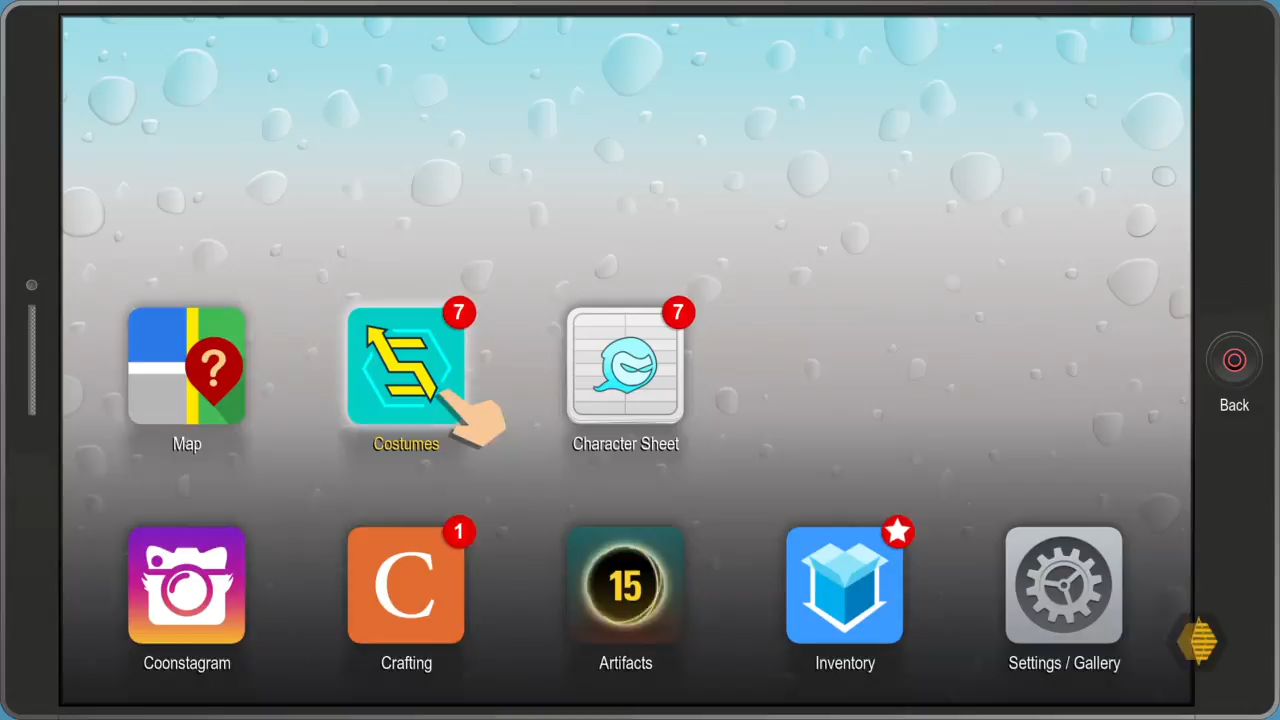 7
7
?
Map
Costumes
Character Sheet
Back
1
C
15
Coonstagram
Crafting
Artifacts
Inventory
Settings / Gallery